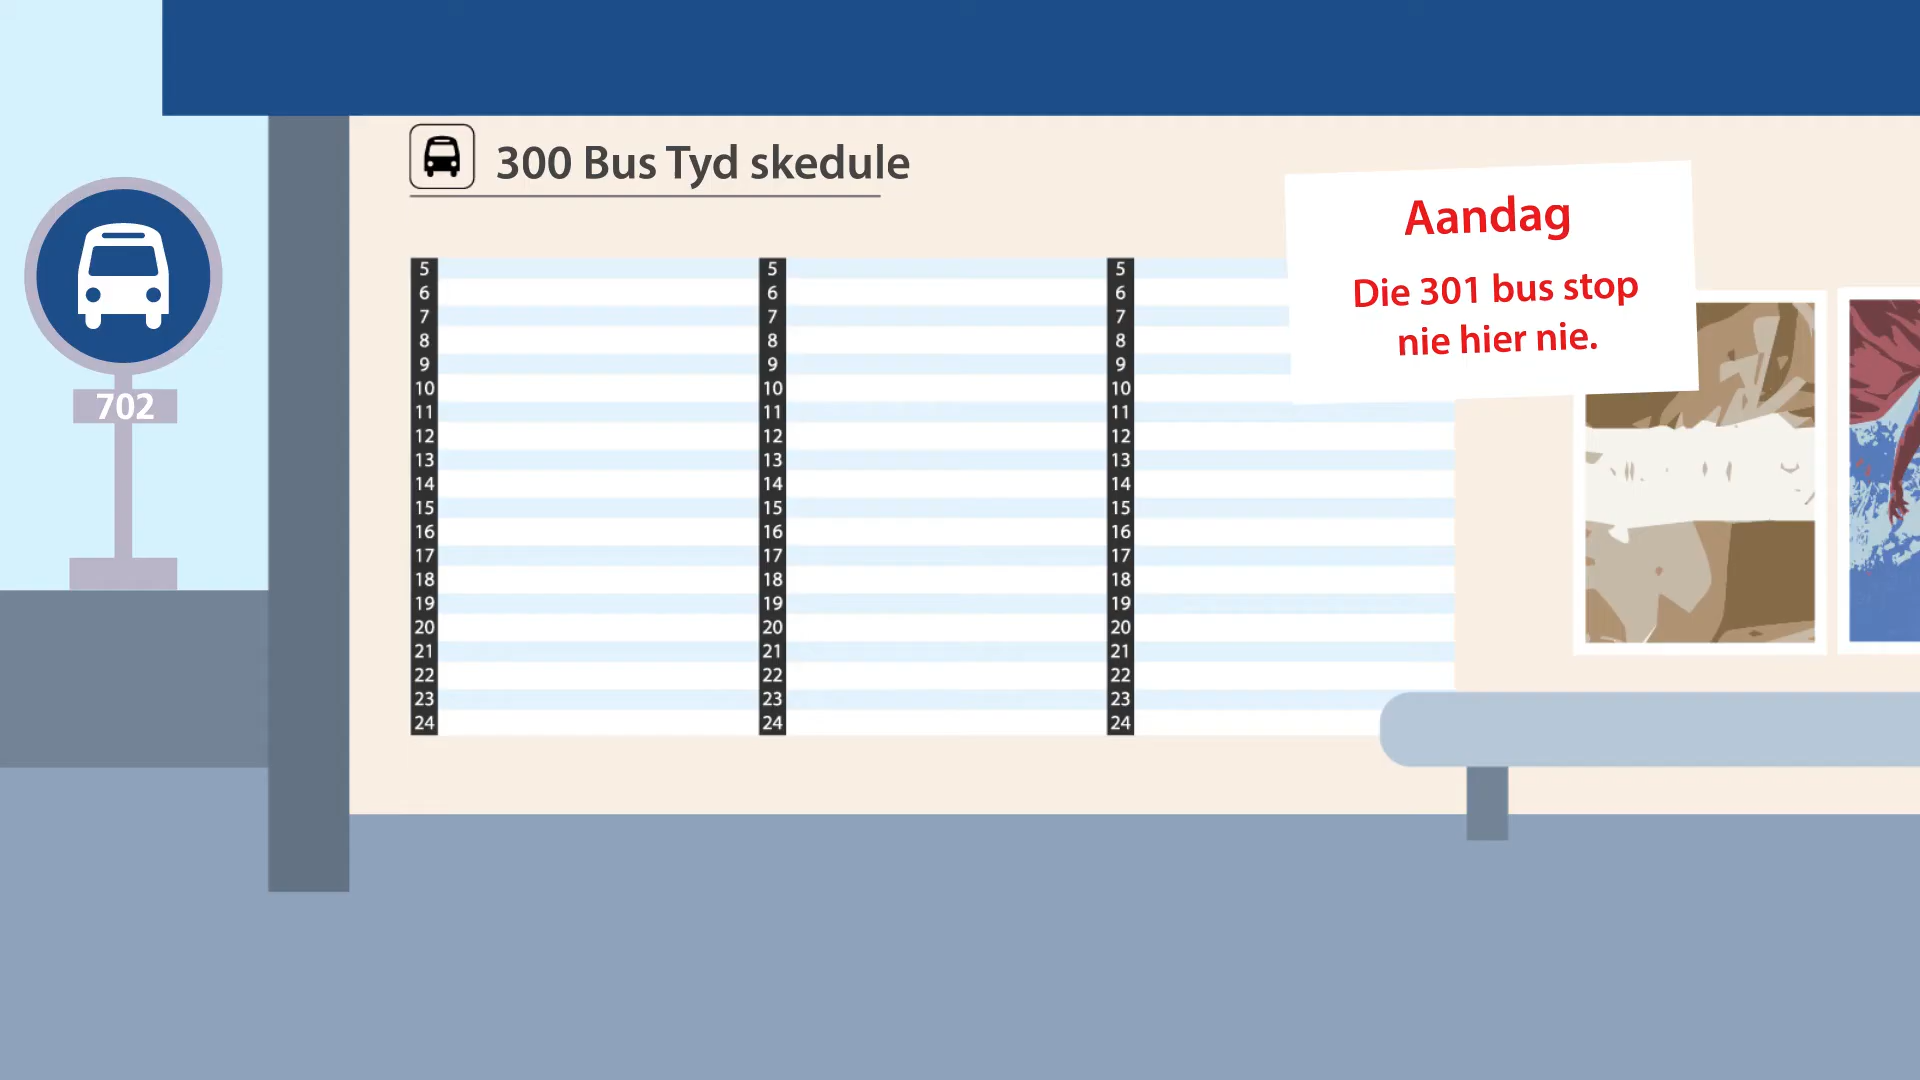 300 Bus Tyd skedule
Aandag
Die 301 bus stop
nie hier nie.
702
5 5 5
6 6 6
7 7 7
8 8 8
9 9 9
10 10 10
11 11 11
12 12 12
13 13 13
14 14 14
15 15 15
16 16 16
17 17 17
18 18 18
19 19 19
20 20 20
21 21 21
22 22 22
23 23 23
24 24 24